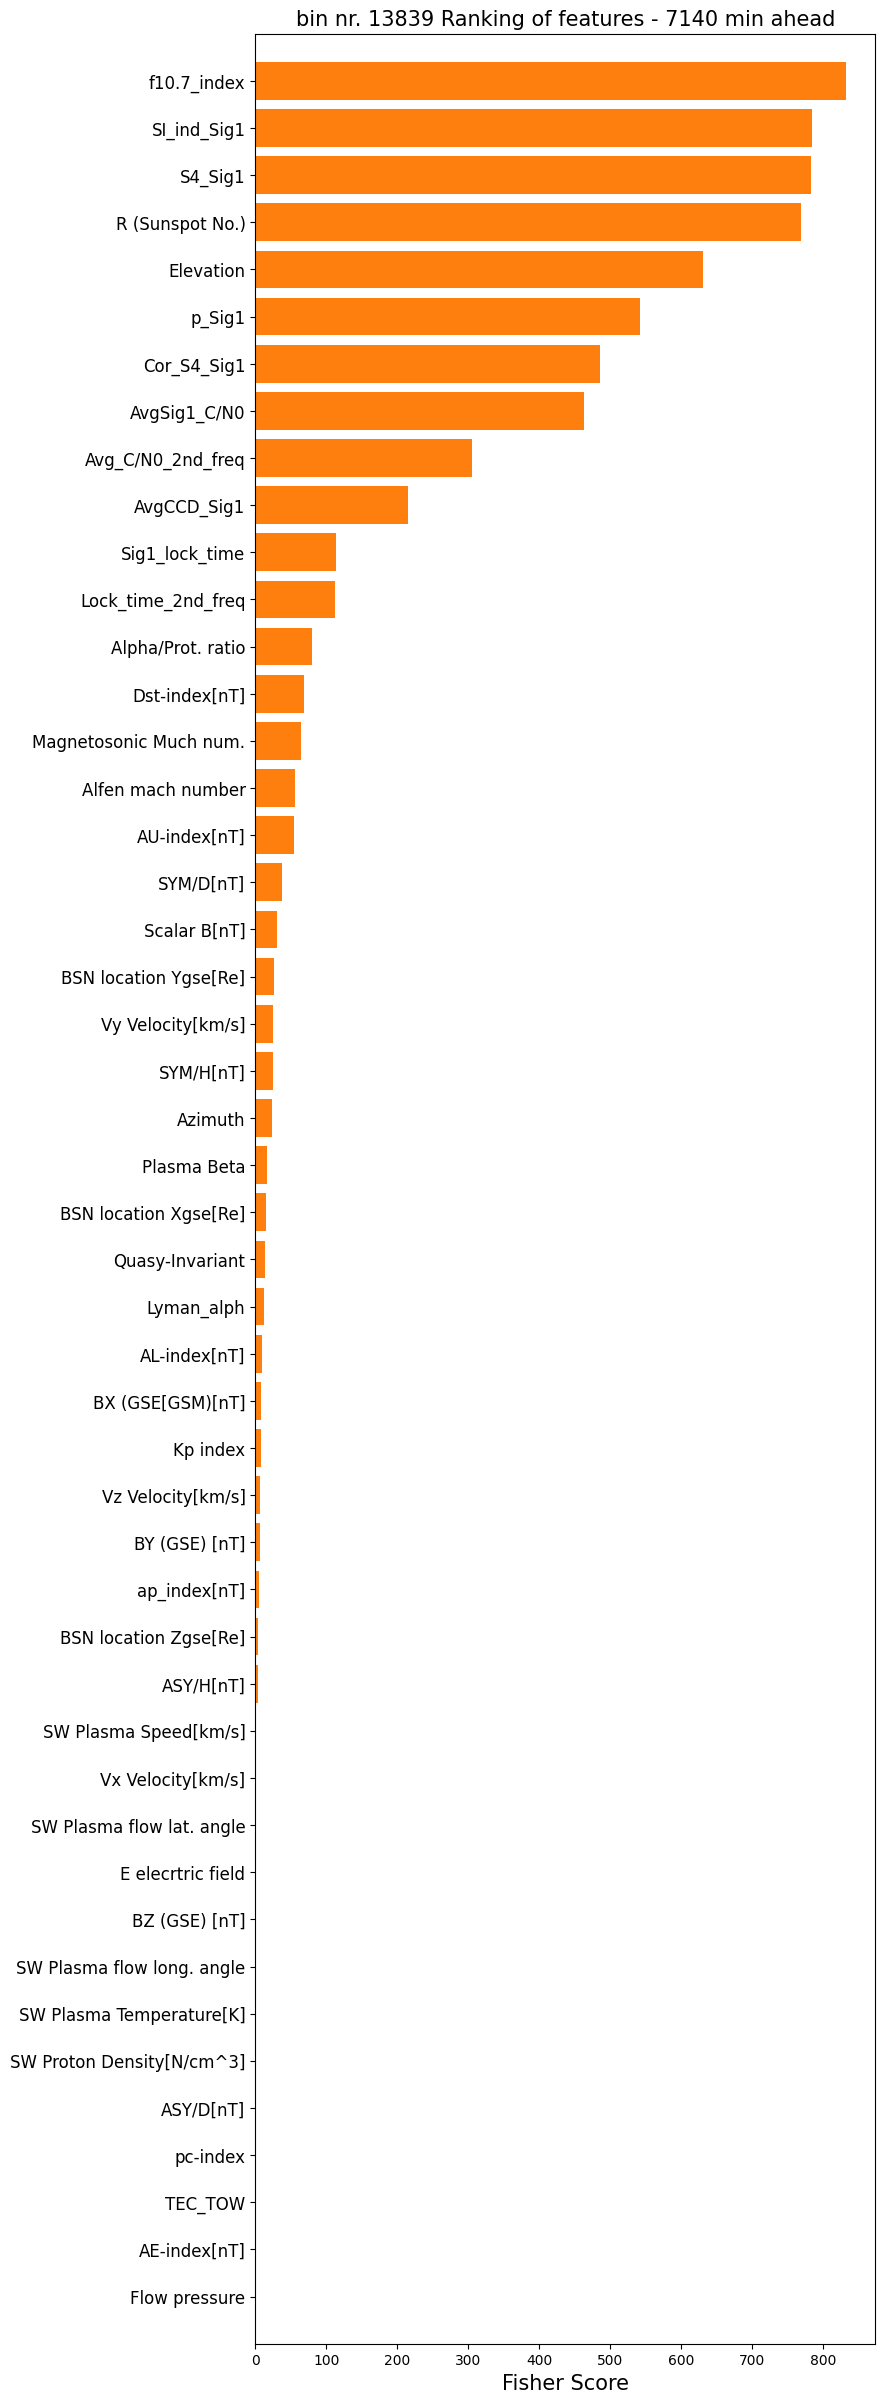 bin nr. 13839 Ranking of features - 7140 min ahead
f10.7_index
SI_ind_Sig1
S4_Sig1
R (Sunspot No.)
Elevation
p_Sig1
Cor_S4_Sig1
AvgSig1_C/N0
Avg_C/N0_2nd_freq
AvgCCD_Sig1
Sig1_lock_time
Lock_time_2nd_freq
Alpha/Prot. ratio
Dst-index[nT]
Magnetosonic Much num.
Alfen mach number
AU-index[nT]
SYM/D[nT]
Scalar B[nT]
BSN location Ygse[Re]
Vy Velocity[km/s]
SYM/H[nT]
Azimuth
Plasma Beta
BSN location Xgse[Re]
Quasy-Invariant
Lyman_alph
AL-index[nT]
BX (GSE[GSM)[nT]
Kp index
Vz Velocity[km/s]
BY (GSE) [nT]
ap_index[nT]
BSN location Zgse[Re]
ASY/H[nT]
SW Plasma Speed[km/s]
Vx Velocity[km/s]
SW Plasma flow lat. angle
E elecrtric field
BZ (GSE) [nT]
SW Plasma flow long. angle
SW Plasma Temperature[K]
SW Proton Density[N/cm^3]
ASY/D[nT]
pc-index
TEC_TOW
AE-index[nT]
Flow pressure
0 100 200 300 400 500 600 700 800
Fisher Score